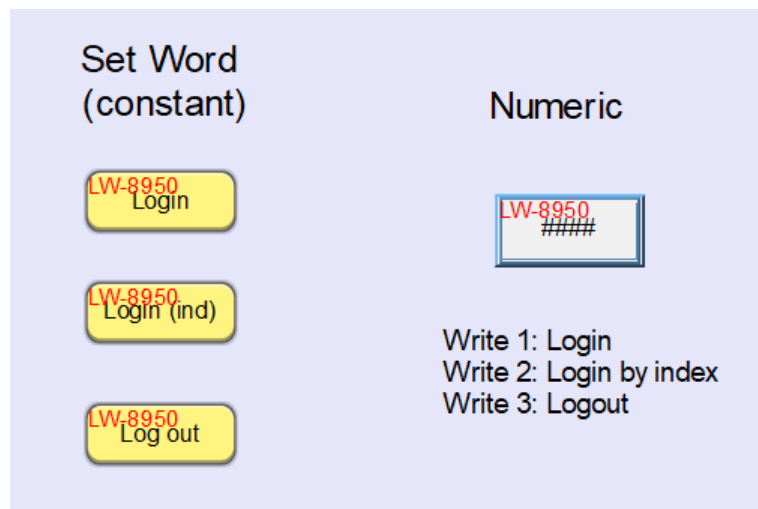 Set Word
(constant)
LW-8950
Login
LW-8950
Login (ind)
LW-8950
Log out
Numeric
LW-8950
####
Write 1: Login
Write 2: Login by index
Write 3: Logout